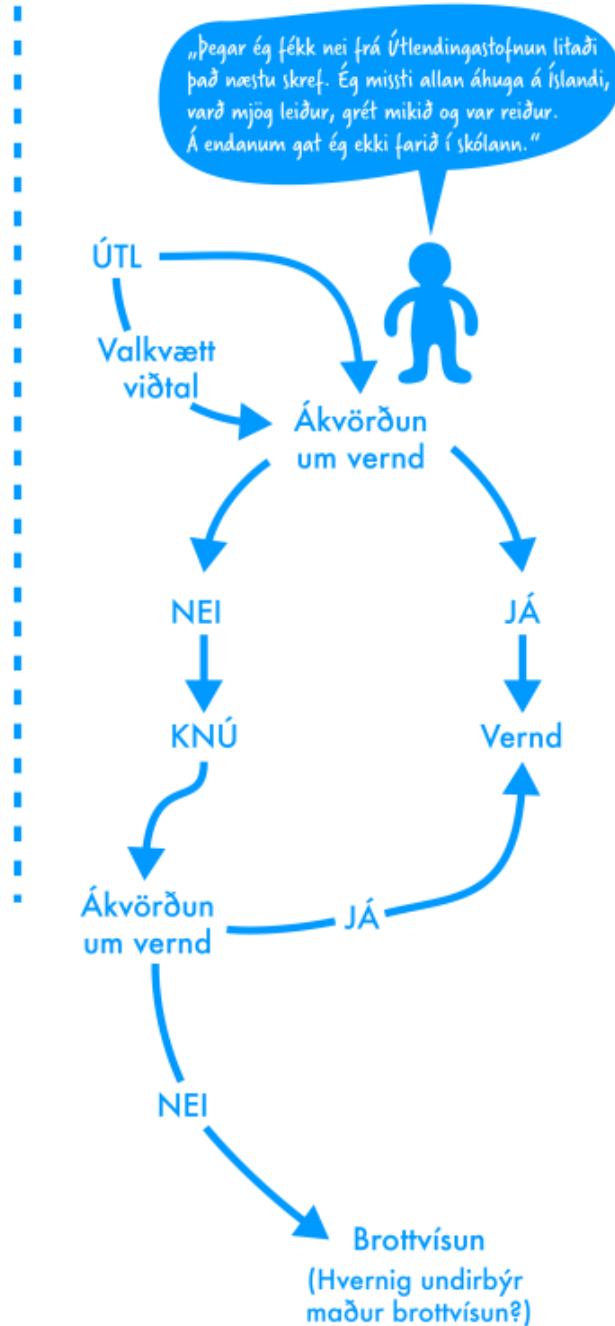 „Þegar ég fékk nei frá Útlendingastofnun litaði
það næstu skref. Ég missti allan áhuga á Íslandi,
varð mjög leiður, grét mikið og var reiður.
Á endanum gat ég ekki farið í skólann.“
ÚTL
Valkvætt
viðtal
Ákvörðun
um vernd
NEI
JÁ
KNÚ
Vernd
Ákvörðun
um vernd
JÁ
NEI
Brottvísun
(Hvernig undirbýr
maður brottvísun?)